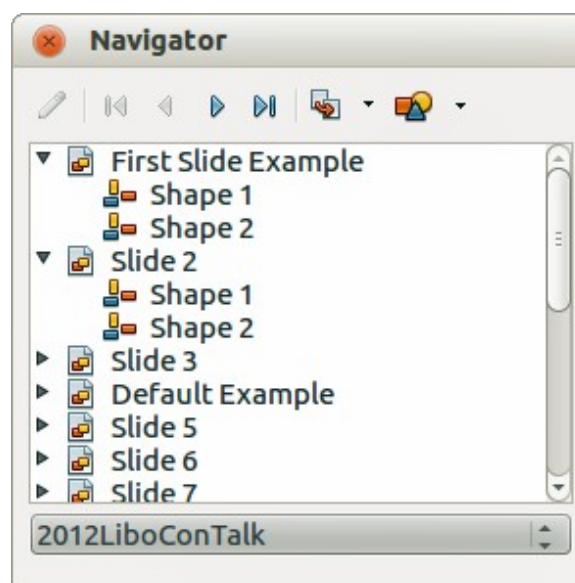 Navigator
First Slide Example
Shape 1
Shape 2
Slide 2
Shape 1
Shape 2
Slide 3
Default Example
Slide 5
Slide 6
Slide 7
2012LiboConTalk